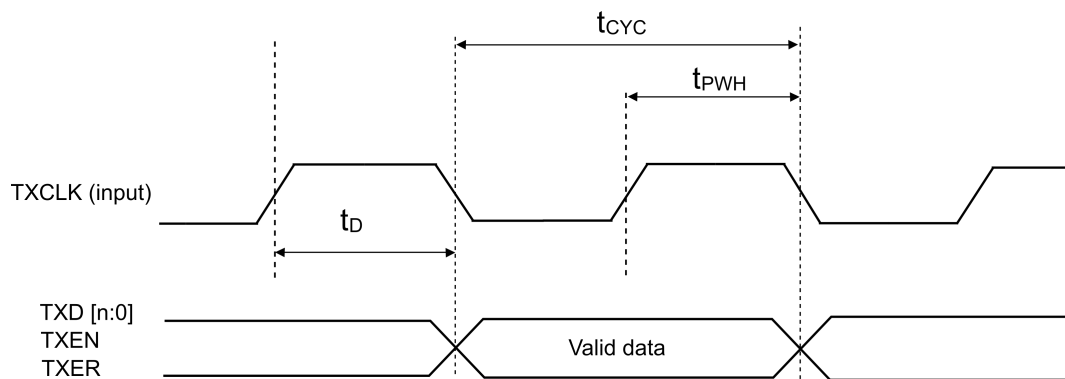 tCYC
tPWH
TXCLK (input)
tD
TXD [n:0]
TXEN
Valid data
TXER